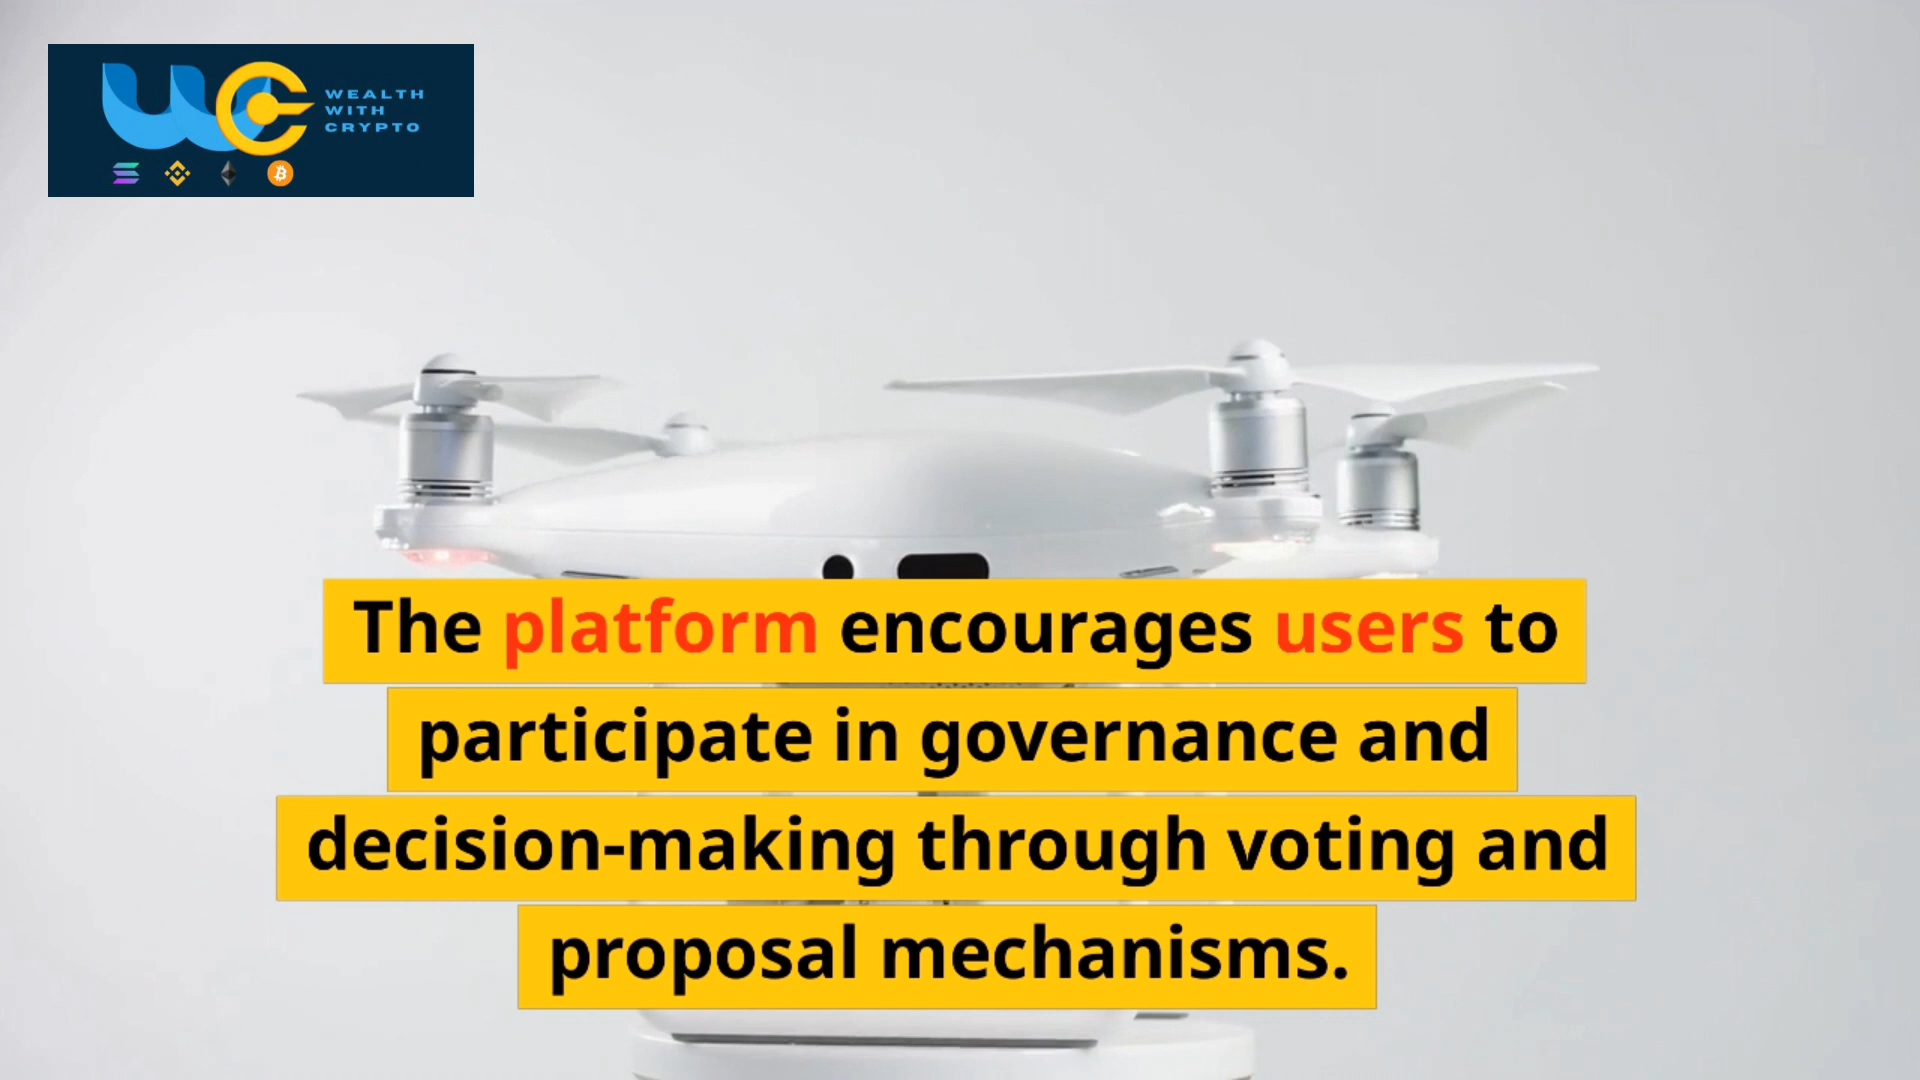 WEALTH
WITH
CRYPTO
The platform encourages users to
participate in governance and
decision-making through voting and
proposal mechanisms.